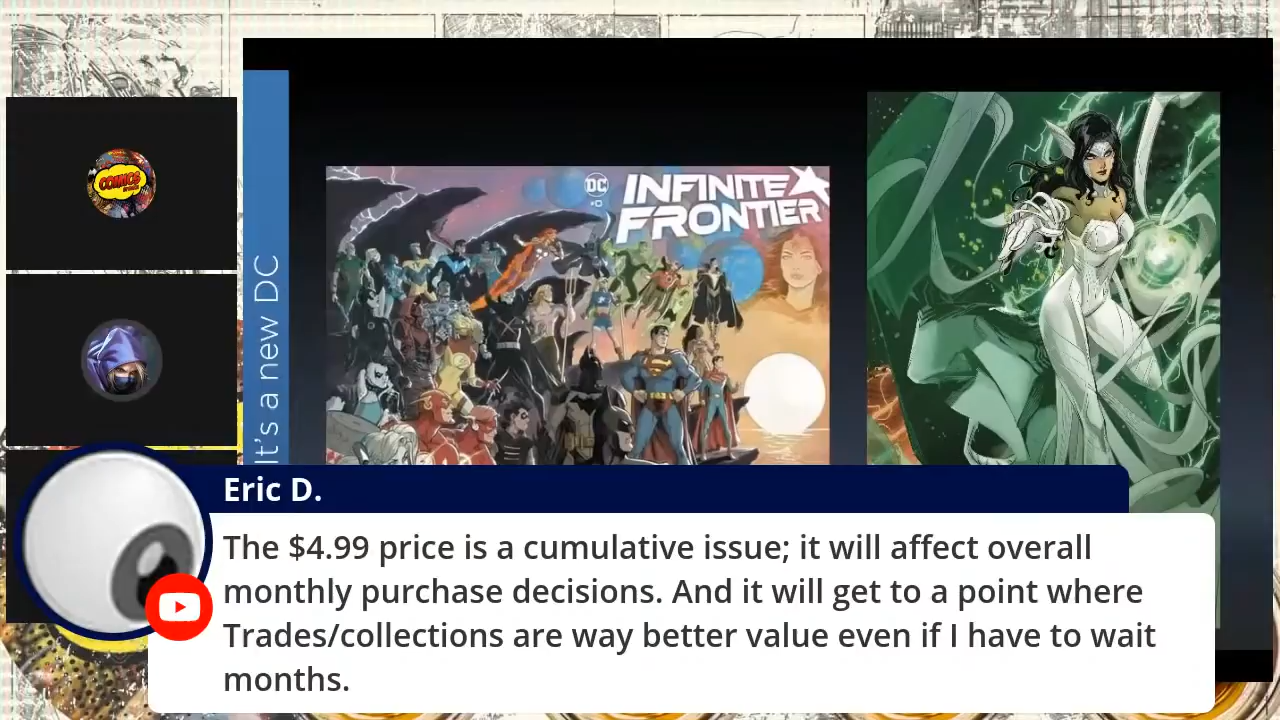 COMICS
It's a new DC
DC
#0
INFINITE
FRONTIER
Eric D.
The $4.99 price is a cumulative issue; it will affect overall
monthly purchase decisions. And it will get to a point where
Trades/collections are way better value even if I have to wait
months.